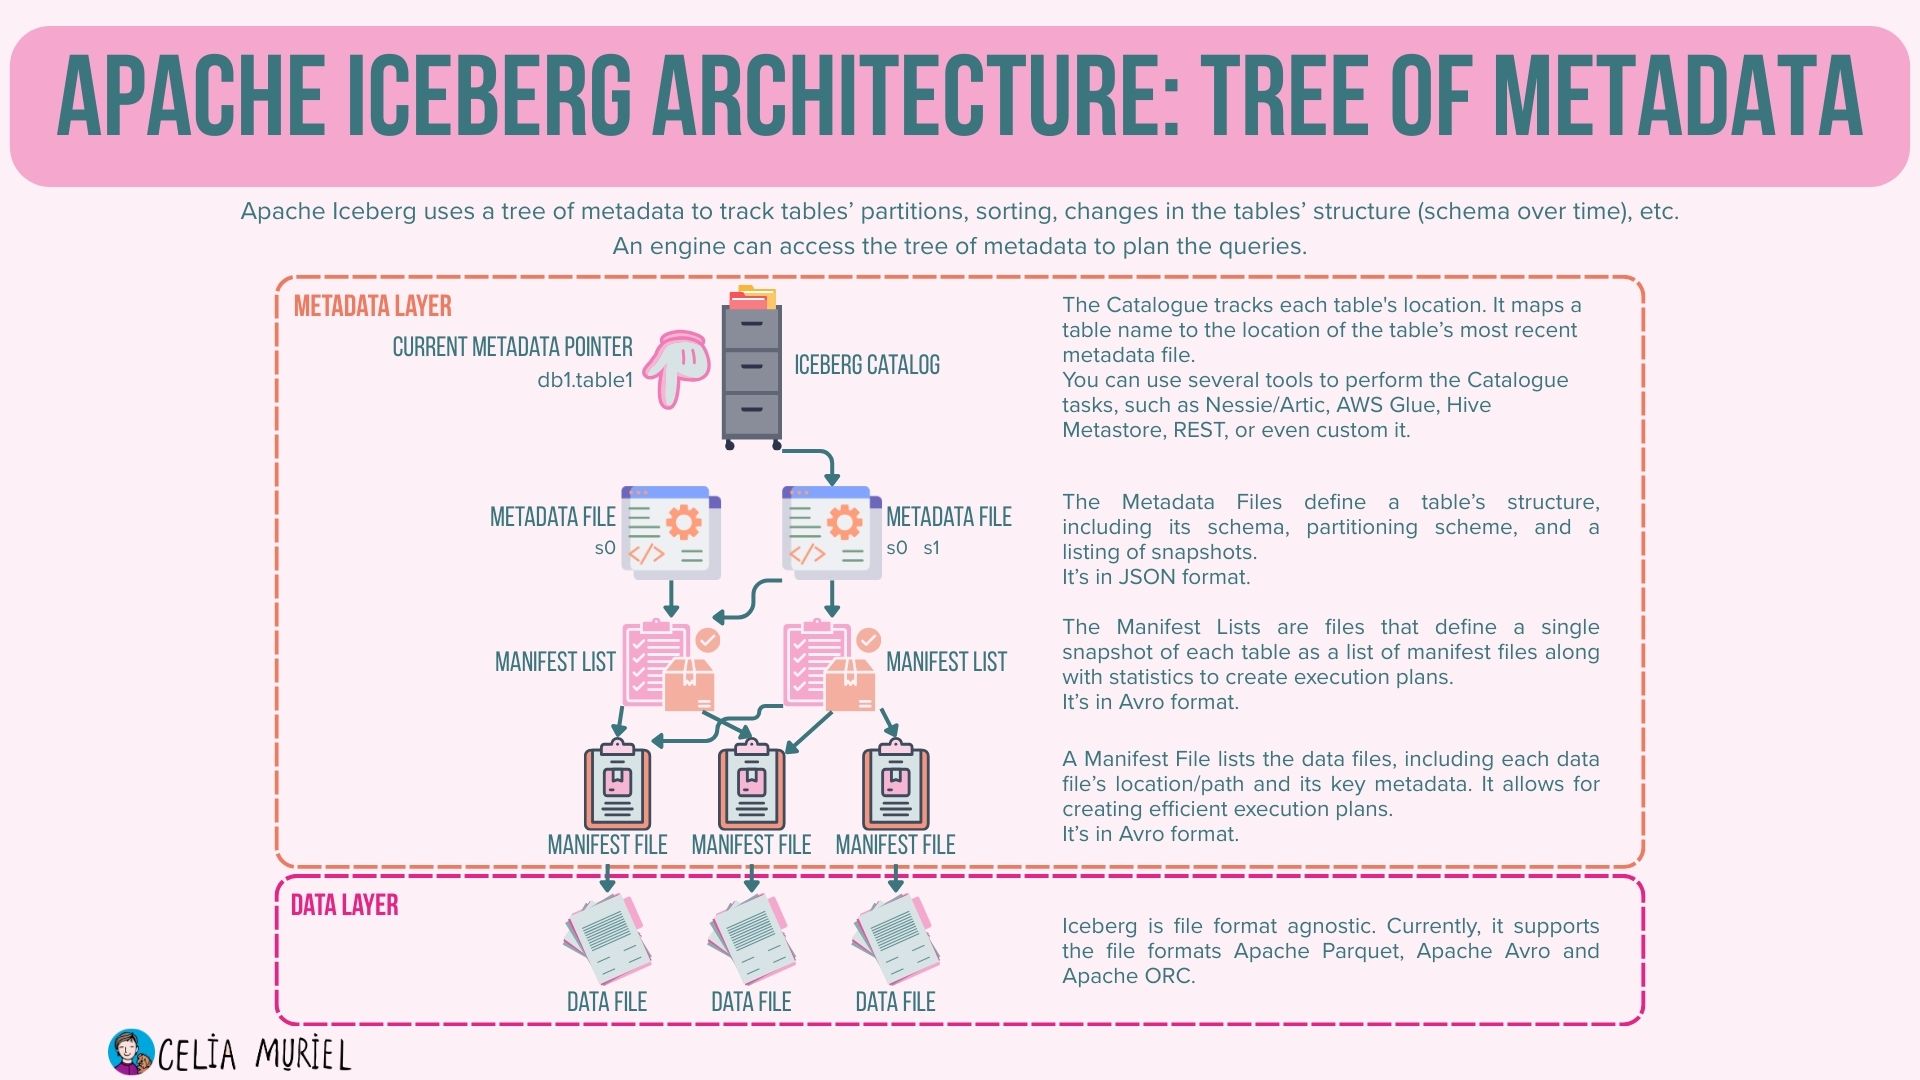 APACHE ICEBERG ARCHITECTURE: TREE OF METADATA
Apache Iceberg uses a tree of metadata to track tables’ partitions, sorting, changes in the tables’ structure (schema over time), etc.
An engine can access the tree of metadata to plan the queries.
METADATA LAYER
CURRENT METADATA POINTER
db1.table1
ICEBERG CATALOG
The Catalogue tracks each table's location. It maps a
table name to the location of the table’s most recent
metadata file.
You can use several tools to perform the Catalogue
tasks, such as Nessie/Artic, AWS Glue, Hive
Metastore, REST, or even custom it.
METADATA FILE
s0
METADATA FILE
s0 s1
The Metadata Files define a table’s structure,
including its schema, partitioning scheme, and a
listing of snapshots.
It’s in JSON format.
MANIFEST LIST
MANIFEST LIST
The Manifest Lists are files that define a single
snapshot of each table as a list of manifest files along
with statistics to create execution plans.
It’s in Avro format.
A Manifest File lists the data files, including each data
file’s location/path and its key metadata. It allows for
creating efficient execution plans.
It’s in Avro format.
MANIFEST FILE
MANIFEST FILE
MANIFEST FILE
DATA LAYER
Iceberg is file format agnostic. Currently, it supports
the file formats Apache Parquet, Apache Avro and
Apache ORC.
DATA FILE
DATA FILE
DATA FILE
CELIA MURIEL